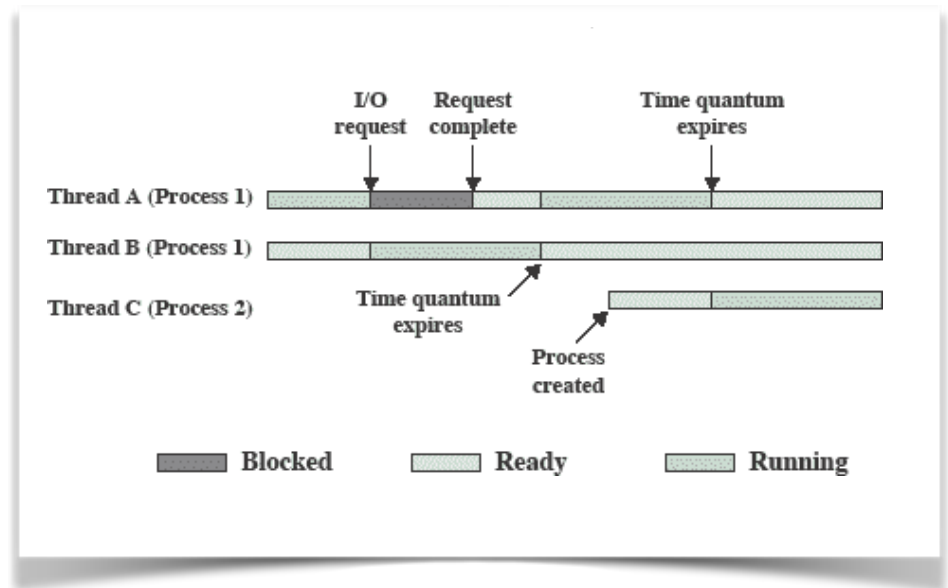 I/O
request
Request
complete
Time quantum
expires
Thread A (Process 1)
Thread B (Process 1)
Time quantum
expires
Thread C (Process 2)
Process
created
Blocked
Ready
Running